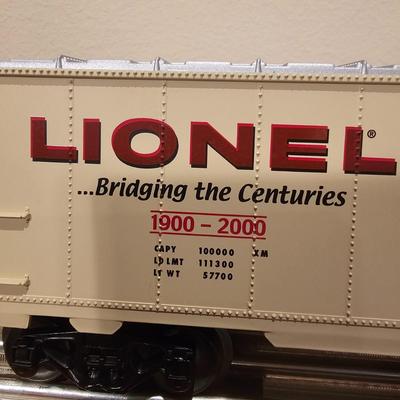 LIONEL®
...Bridging the Centuries
1900 - 2000
CAPY 100000 XM
LD LMT 111300
LT WT 57700